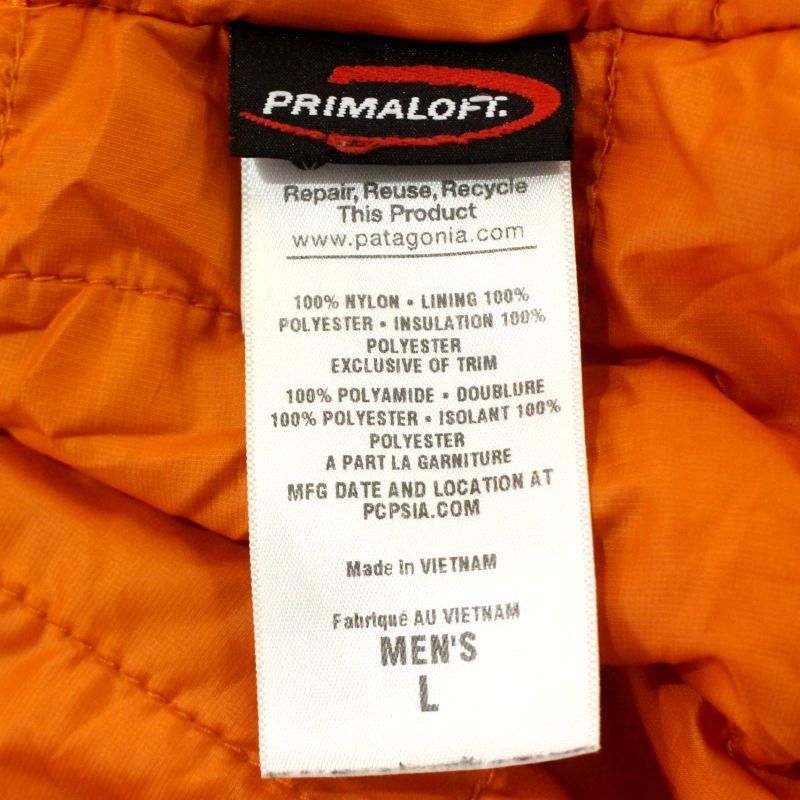 PRIMALOFT.
Repair, Reuse, Recycle
This Product
www.patagonia.com
100% NYLON • LINING 100%
POLYESTER • INSULATION 100%
POLYESTER
EXCLUSIVE OF TRIM
100% POLYAMIDE • DOUBLURE
100% POLYESTER • ISOLANT 100%
POLYESTER
A PART LA GARNITURE
MFG DATE AND LOCATION AT
PCPSIA.COM
Made in VIETNAM
Fabriqué AU VIETNAM
MEN'S
L